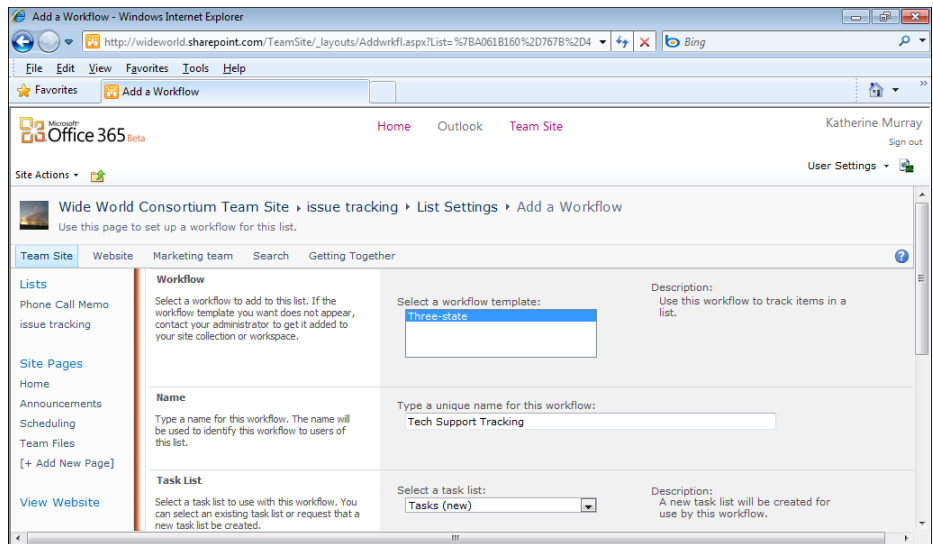 Add a Workflow - Windows Internet Explorer
http://wideworld.sharepoint.com/TeamSite/_layouts/Addwrkfl.aspx?List=%7BA061B160%2D767B%2D4
Bing
File Edit View Favorites Tools Help
Favorites
Add a Workflow
Microsoft
Office 365 Beta
Home Outlook Team Site
Katherine Murray
Sign out
Site Actions
User Settings
Wide World Consortium Team Site issue tracking List Settings Add a Workflow
Use this page to set up a workflow for this list.
Team Site Website Marketing team Search Getting Together
Lists
Phone Call Memo
issue tracking
Site Pages
Home
Announcements
Scheduling
Team Files
[+ Add New Page]
View Website
Workflow
Select a workflow to add to this list. If the
workflow template you want does not appear,
contact your administrator to get it added to
your site collection or workspace.
Select a workflow template:
Three-state
Description:
Use this workflow to track items in a
list.
Name
Type a name for this workflow. The name will
be used to identify this workflow to users of
this list.
Type a unique name for this workflow:
Tech Support Tracking
Task List
Select a task list to use with this workflow. You
can select an existing task list or request that a
new task list be created.
Select a task list:
Tasks (new)
Description:
A new task list will be created for
use by this workflow.